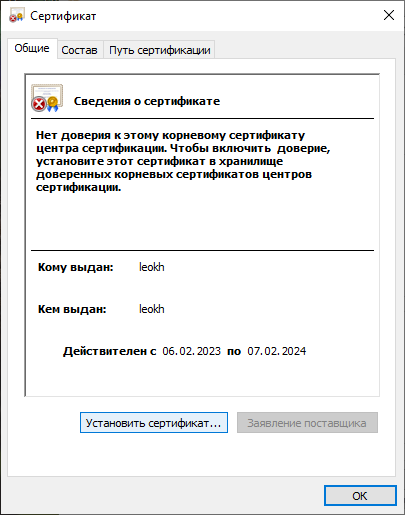 Сертификат
Общие
Состав
Путь сертификации
Сведения о сертификате
Нет доверия к этому корневому сертификату
центра сертификации. Чтобы включить доверие,
установите этот сертификат в хранилище
доверенных корневых сертификатов центров
сертификации.
Кому выдан: leokh
Кем выдан: leokh
Действителен с 06.02.2023 по 07.02.2024
Установить сертификат...
Заявление поставщика
ОК